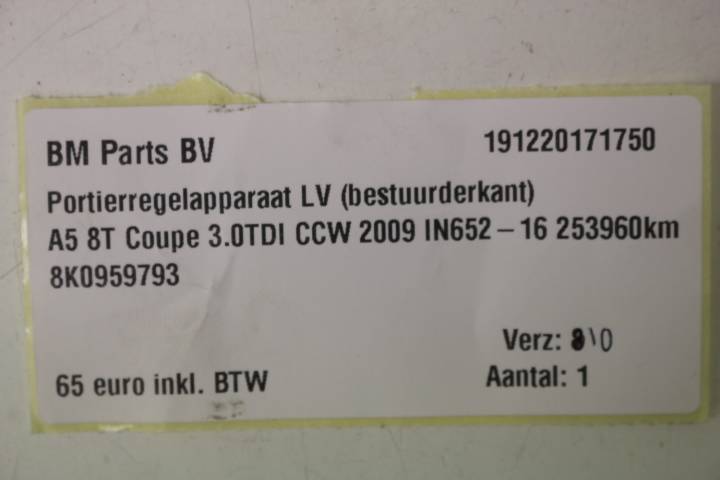 BM Parts BV 191220171750
Portierregelapparaat LV (bestuurderkant)
A5 8T Coupe 3.0TDI CCW 2009 IN652 – 16 253960km
8K0959793
Verz:
65 euro inkl. BTW Aantal: 1